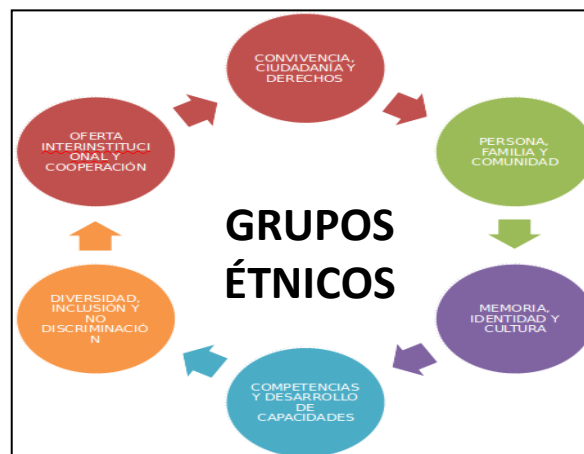 CONVIVENCIA,
CIUDADANÍA Y
DERECHOS
PERSONA,
FAMILIA Y
COMUNIDAD
MEMORIA,
IDENTIDAD Y
CULTURA
COMPETENCIAS
Y DESARROLLO
DE
CAPACIDADES
DIVERSIDAD,
INCLUSIÓN Y
NO
DISCRIMINACIÓ
N
OFERTA
INTERINSTITUCI
ONAL Y
COOPERACIÓN
GRUPOS
ÉTNICOS